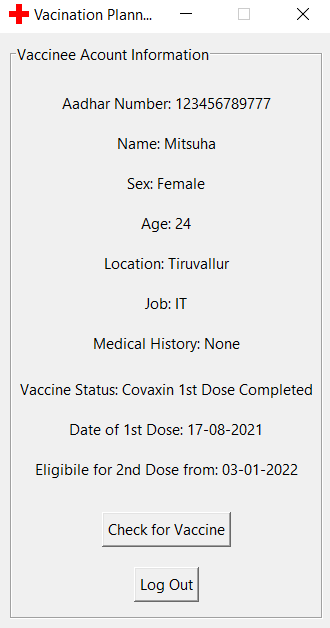 Vacination Plann...
Vaccinee Acount Information
Aadhar Number: 123456789777
Name: Mitsuha
Sex: Female
Age: 24
Location: Tiruvallur
Job: IT
Medical History: None
Vaccine Status: Covaxin 1st Dose Completed
Date of 1st Dose: 17-08-2021
Eligibile for 2nd Dose from: 03-01-2022
Check for Vaccine
Log Out